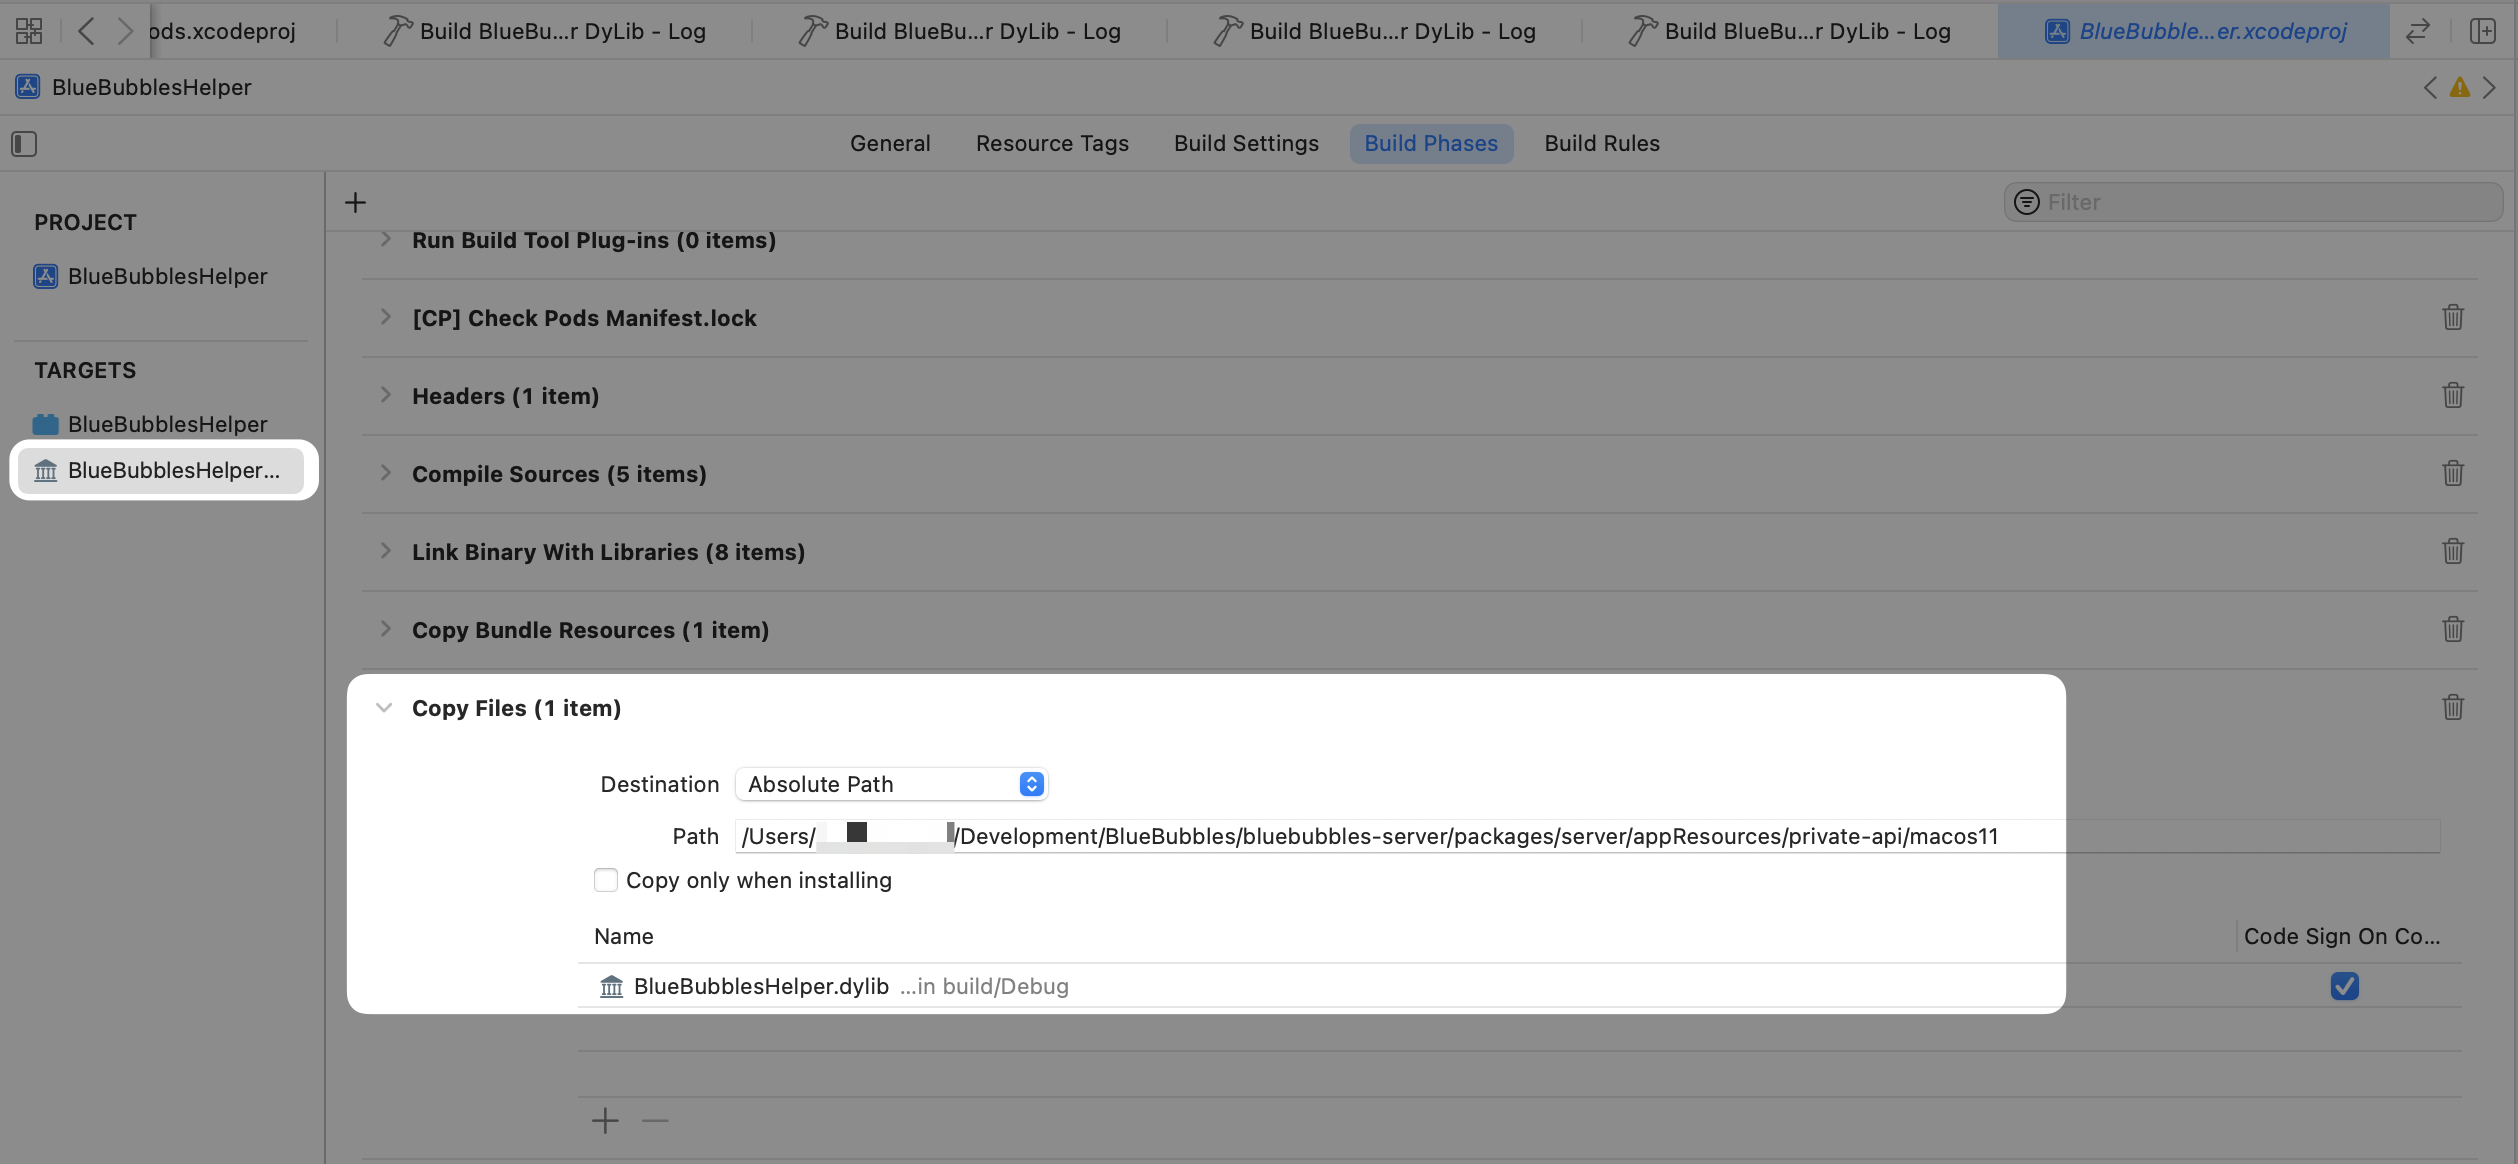 ods.xcodeproj
Build BlueBu...r DyLib - Log
Build BlueBu...r DyLib - Log
Build BlueBu...r DyLib - Log
Build BlueBu...r DyLib - Log
BlueBubble...er.xcodeproj
BlueBubblesHelper
General
Resource Tags
Build Settings
Build Phases
Build Rules
PROJECT
BlueBubblesHelper
TARGETS
BlueBubblesHelper
BlueBubblesHelper...
Filter
Run Build Tool Plug-ins (0 items)
[CP] Check Pods Manifest.lock
Headers (1 item)
Compile Sources (5 items)
Link Binary With Libraries (8 items)
Copy Bundle Resources (1 item)
Copy Files (1 item)
Destination Absolute Path
Path /Users/ /Development/BlueBubbles/bluebubbles-server/packages/server/appResources/private-api/macos11
Copy only when installing
Name
Code Sign On Co...
BlueBubblesHelper.dylib ...in build/Debug